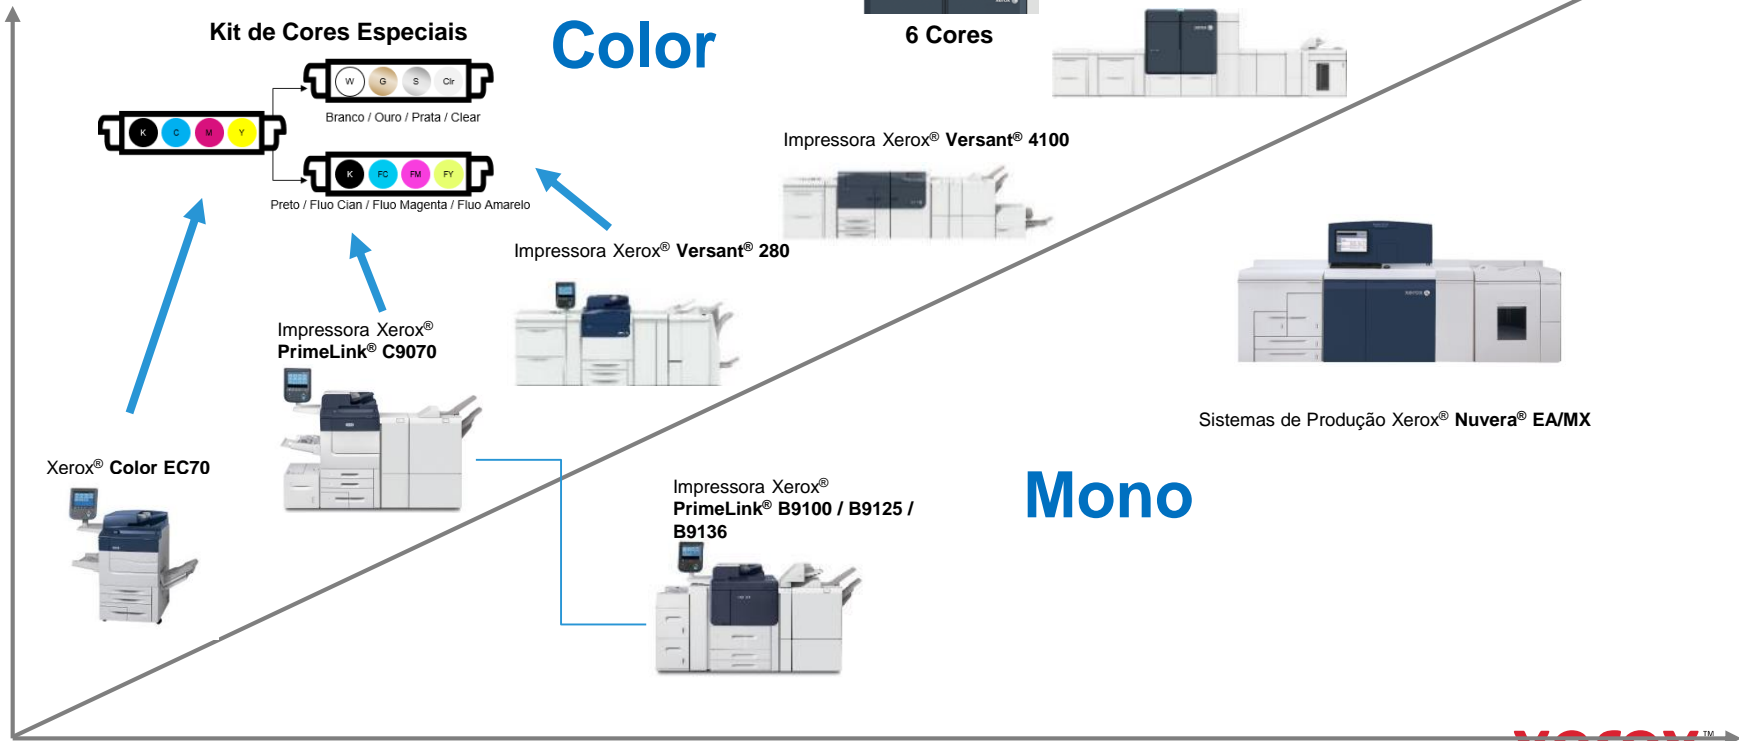 Kit de Cores Especiais
Color
6 Cores
W G S Clr
Branco / Ouro / Prata / Clear
K C M Y
K FC FM FY
Preto / Fluo Cian / Fluo Magenta / Fluo Amarelo
Impressora Xerox® Versant® 4100
Impressora Xerox® Versant® 280
Impressora Xerox®
PrimeLink® C9070
Sistemas de Produção Xerox® Nuvera® EA/MX
Xerox® Color EC70
Impressora Xerox®
PrimeLink® B9100 / B9125 /
B9136
Mono
xerox™